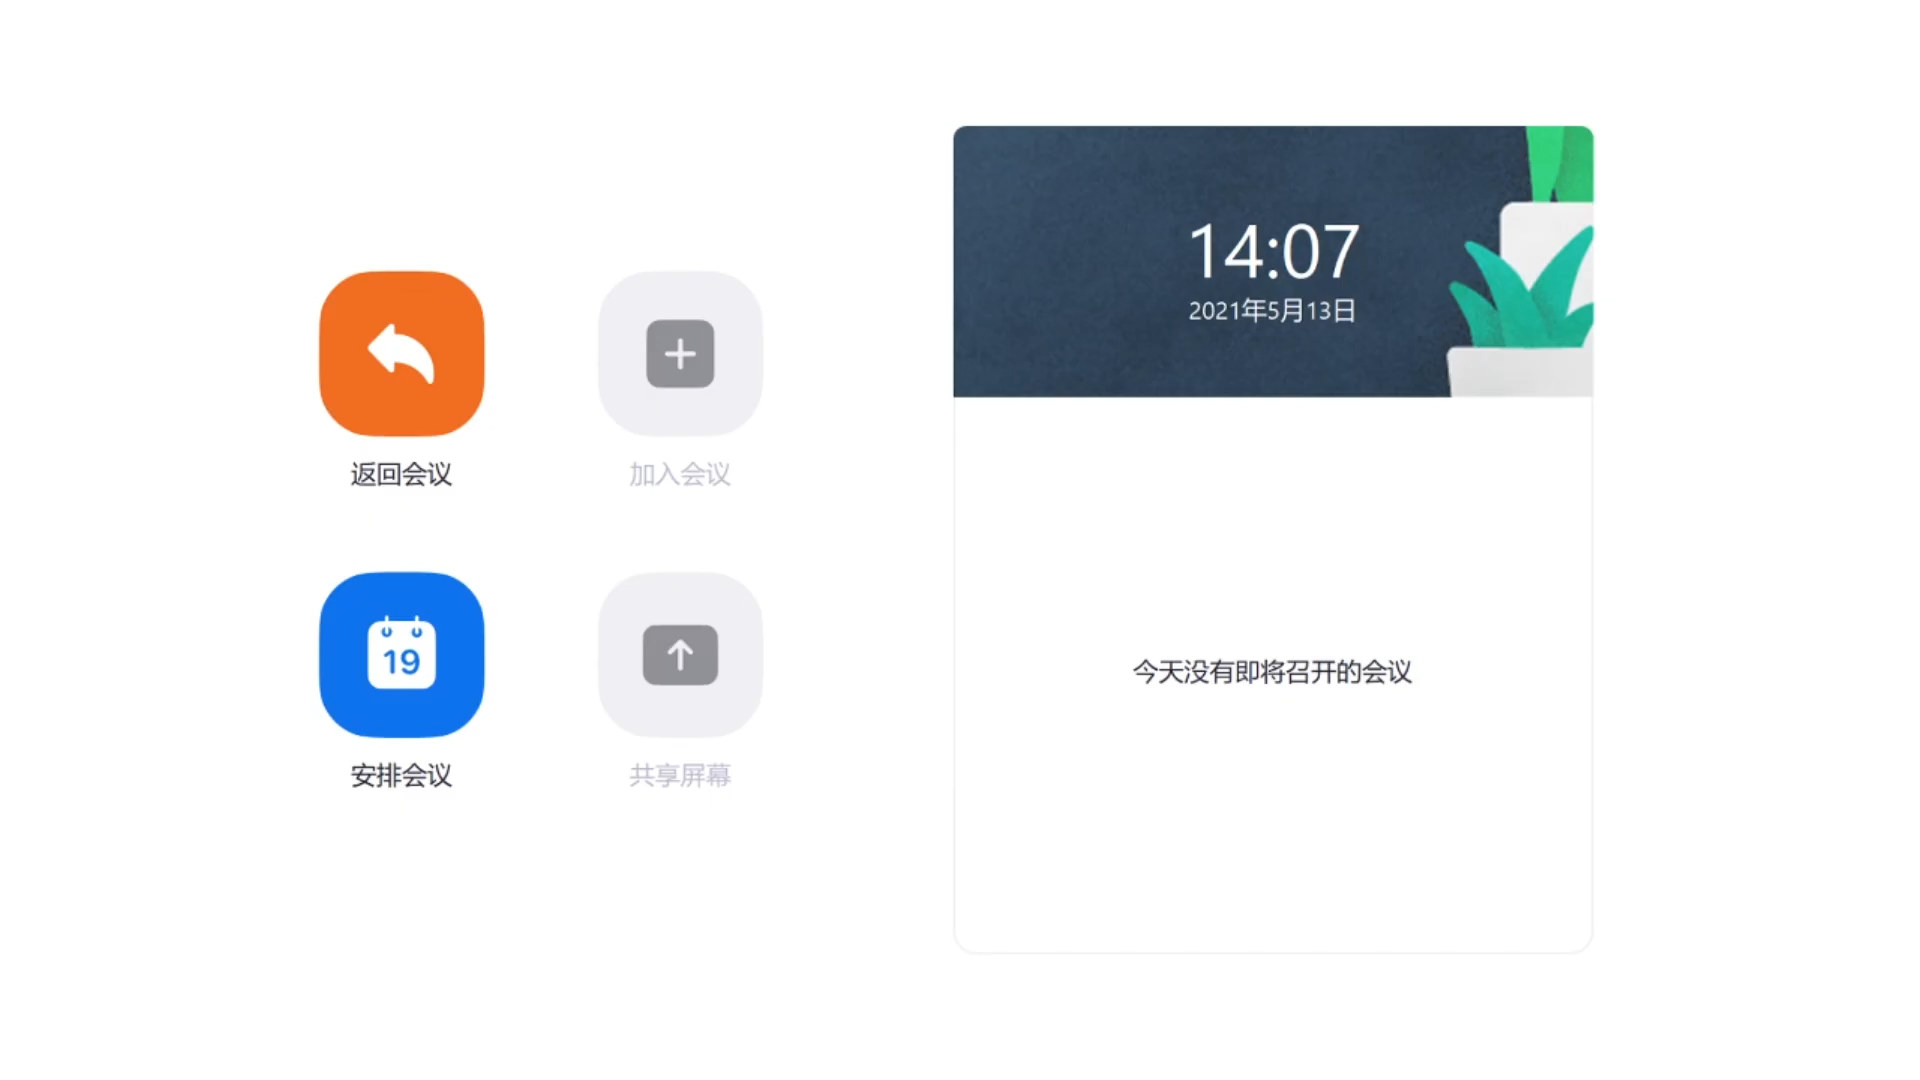 返回会议
加入会议
19
安排会议
共享屏幕
14:07
2021年5月13日
今天没有即将召开的会议